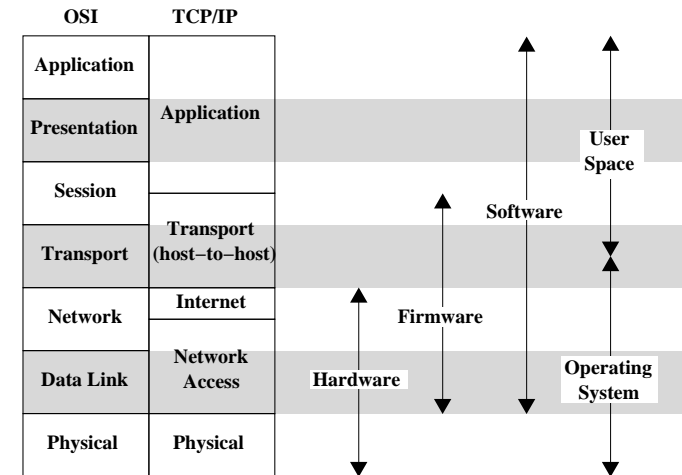 OSI TCP/IP
Application
Presentation
Session
Transport
Network
Data Link
Physical
Application
Transport
(host−to−host)
Internet
Network
Access
Physical
Hardware
Firmware
Software
User
Space
Operating
System